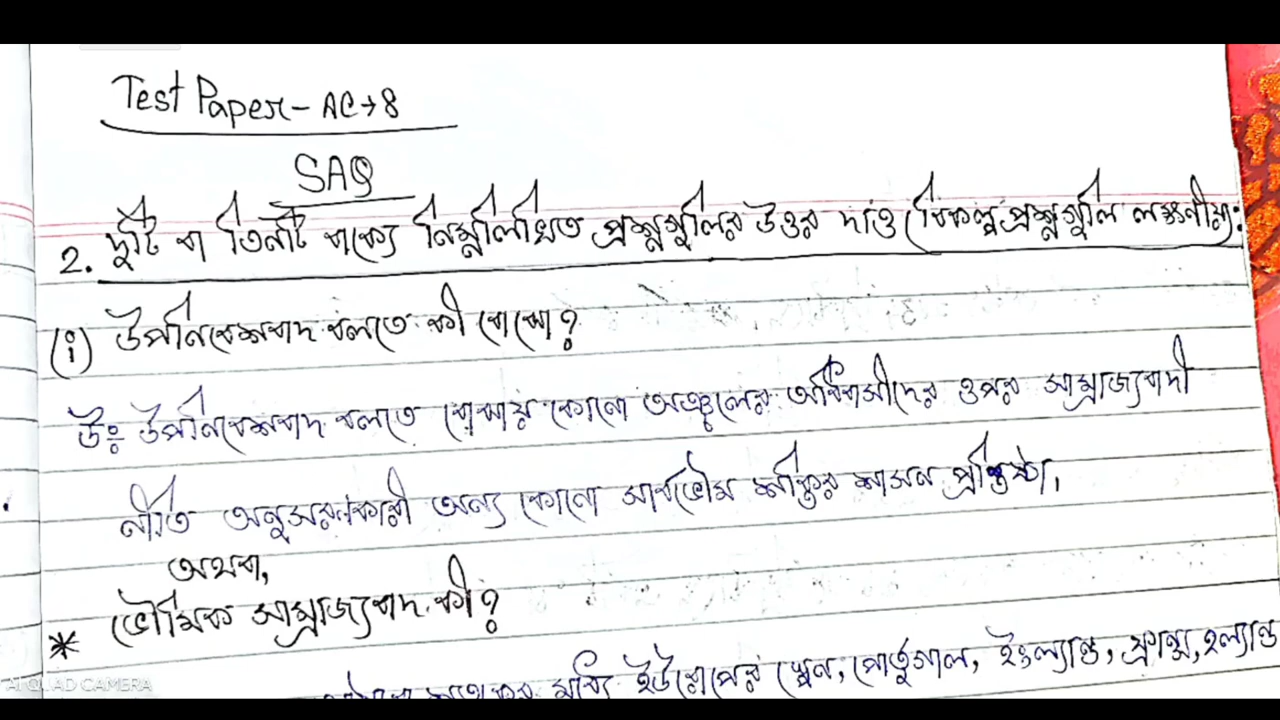 Test Paper - AC→8
SAQ
2. দুটি বা তিনটি বাক্যে নিম্নলিখিত প্রশ্নগুলির উত্তর দাও (বিকল্প প্রশ্নগুলি লক্ষনীয়):
(i) উপনিবেশবাদ বলতে কী বোঝো?
উঃ উপনিবেশবাদ বলতে বোঝায় কোনো অঞ্চলের অধিবাসীদের ওপর সাম্রাজ্যবাদী
নীতি অনুসরণকারী অন্য কোনো সার্বভৌম শক্তির শাসন প্রতিষ্ঠা।
অথবা,
* ভৌমিক সাম্রাজ্যবাদ কী?
মধ্যে ইউরোপের স্পেন, পোর্তুগাল, ইংল্যান্ড, ফ্রান্স, হল্যান্ড
AI QUAD CAMERA